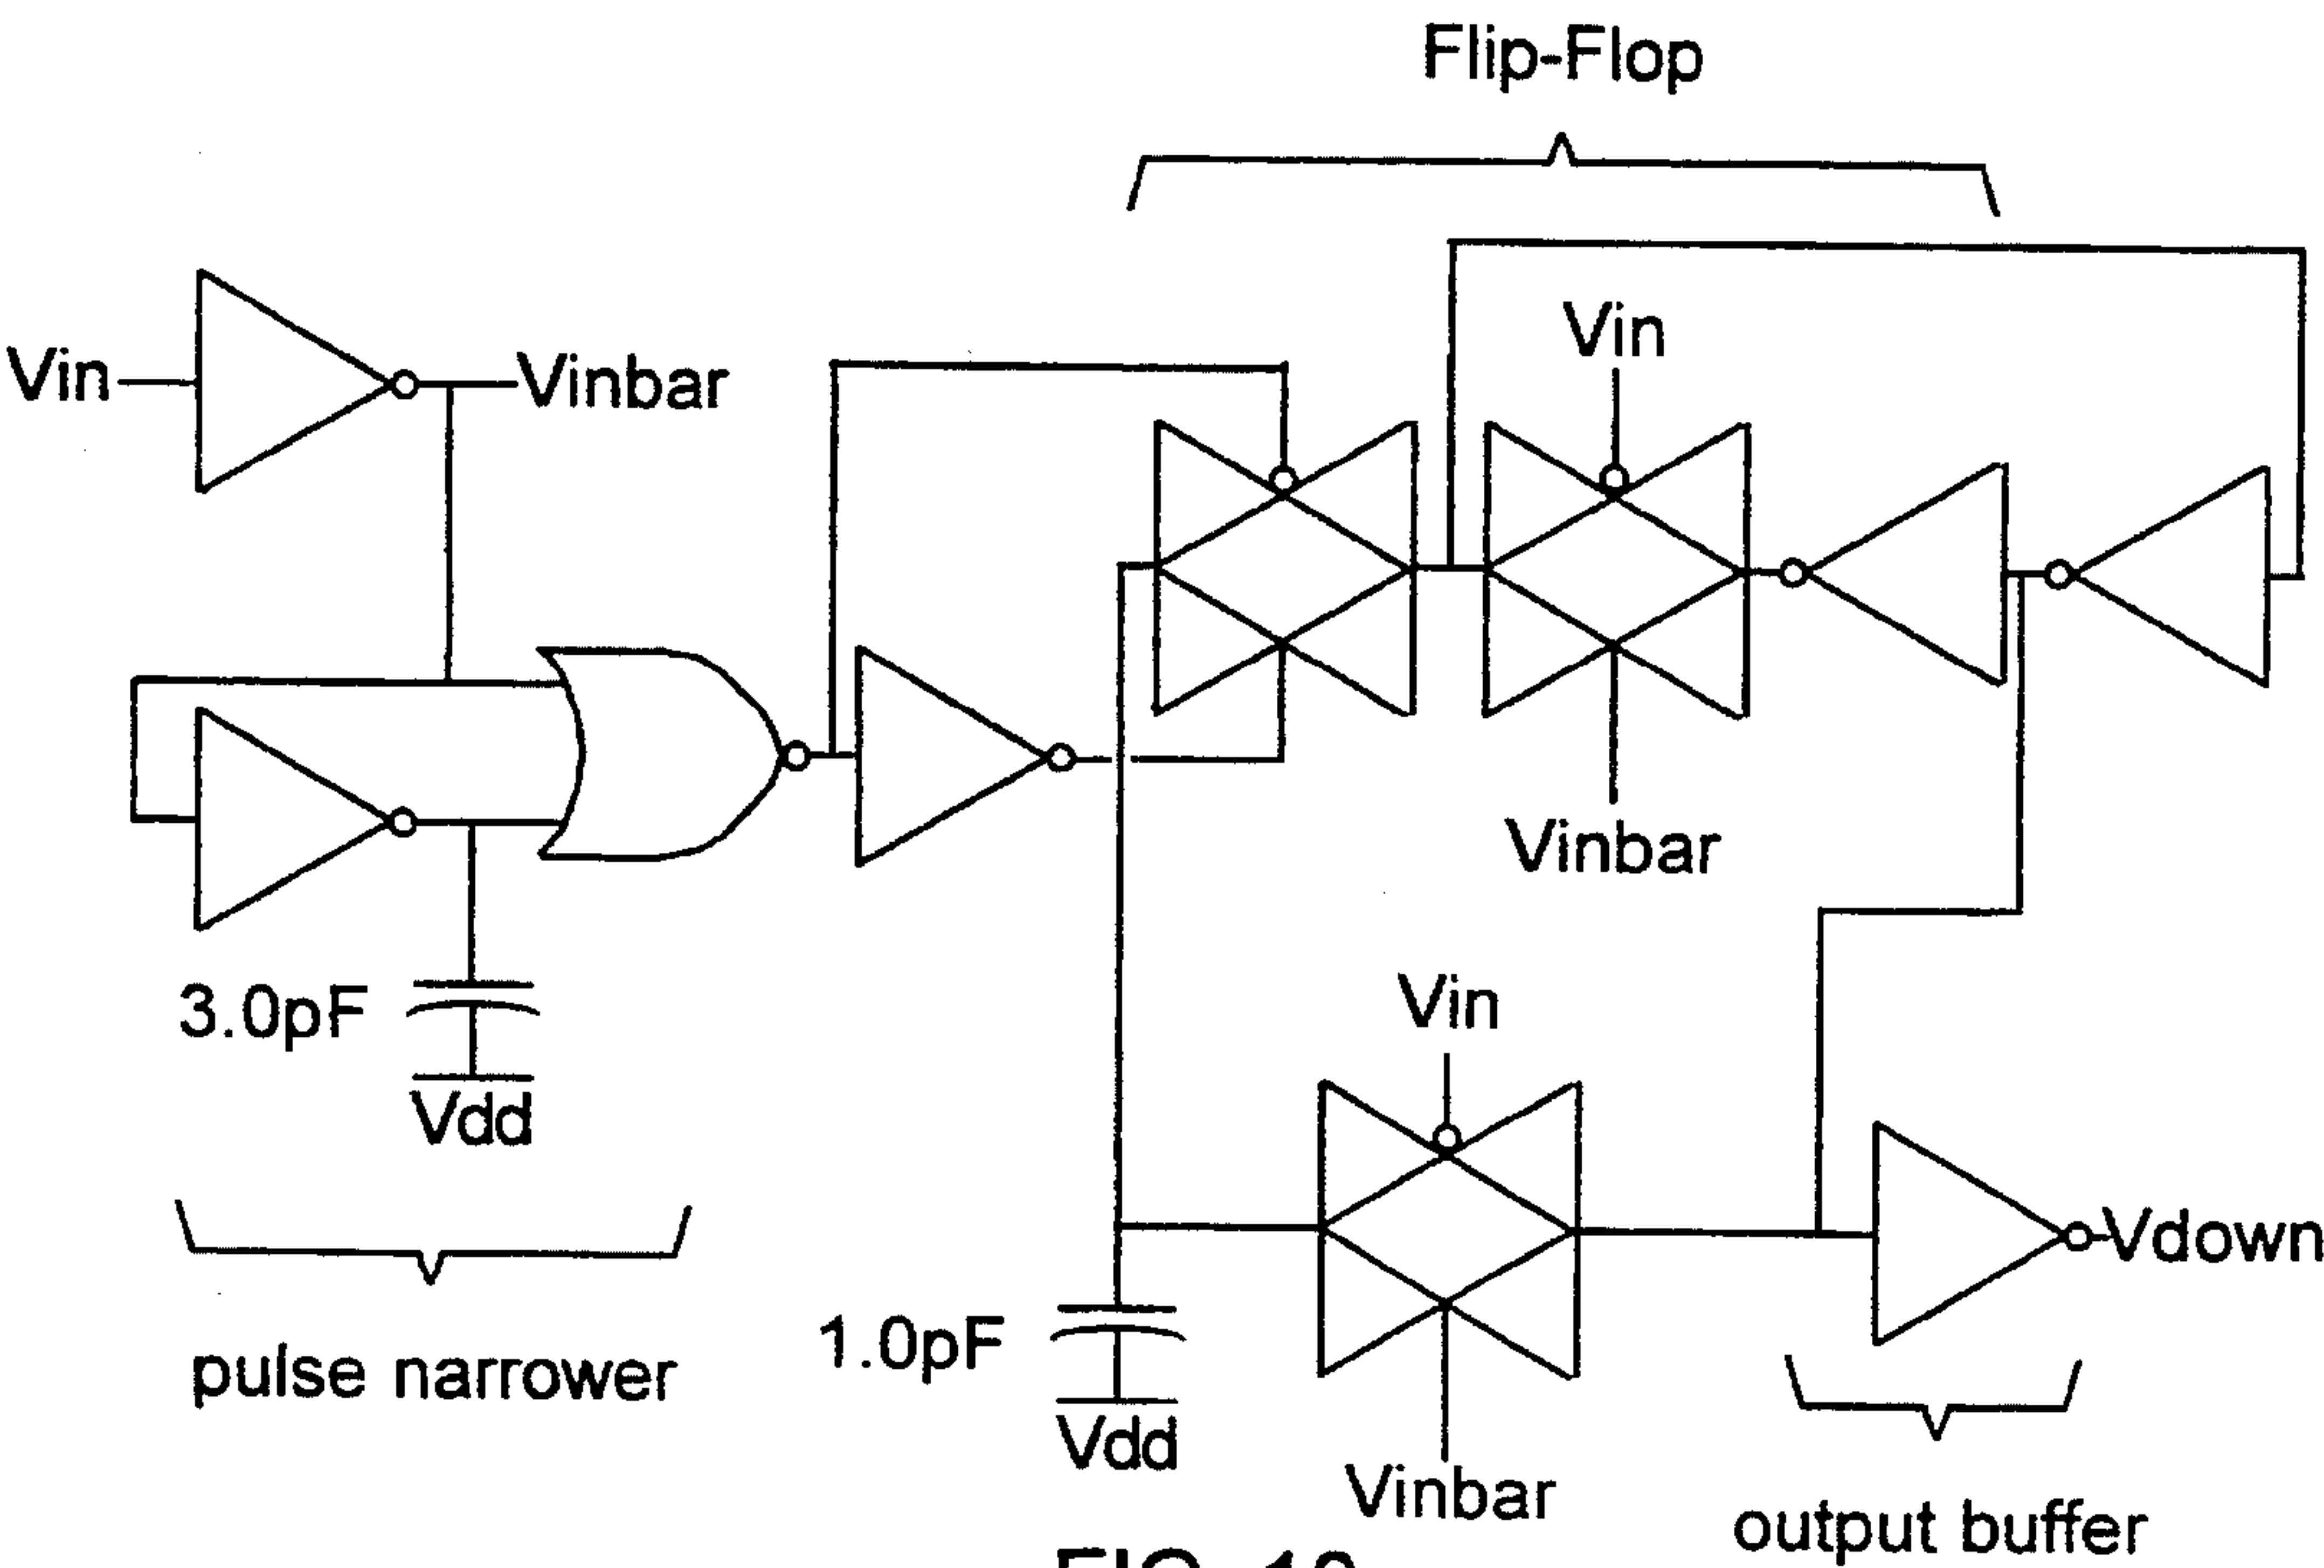 Flip-Flop
Vin
Vinbar
Vin
Vinbar
3.0pF
Vdd
pulse narrower
Vin
Vinbar
1.0pF
Vdd
Vdown
output buffer